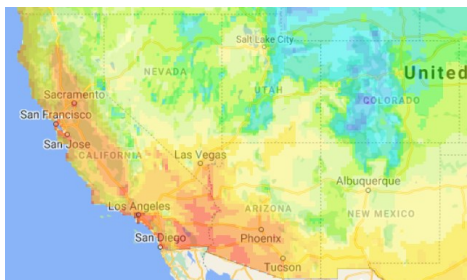 Salt Lake City
NEVADA
United
UTAH
COLORADO
Sacramento
San Francisco
San Jose
CALIFORNIA
Las Vegas
Albuquerque
Los Angeles
ARIZONA
NEW MEXICO
San Diego
Phoenix
Tucson